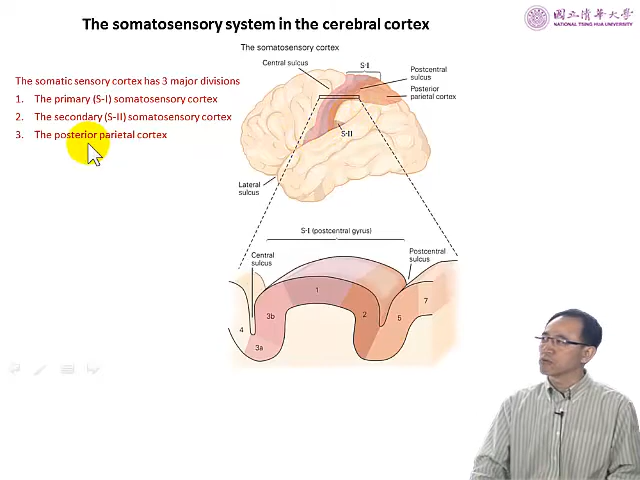 The somatosensory system in the cerebral cortex
國立清華大學
NATIONAL TSING HUA UNIVERSITY
The somatosensory cortex
Central sulcus
S-I
Postcentral
sulcus
Posterior
parietal cortex
S-II
Lateral
sulcus
The somatic sensory cortex has 3 major divisions
1. The primary (S-I) somatosensory cortex
2. The secondary (S-II) somatosensory cortex
3. The posterior parietal cortex
S-I (postcentral gyrus)
Central
sulcus
Postcentral
sulcus
4
3a
3b
1
2
5
7